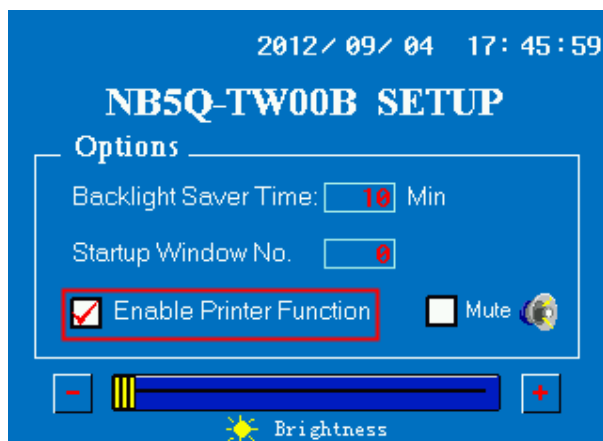 2012/09/04 17:45:59
NB5Q-TW00B SETUP
Options
Backlight Saver Time: 10 Min
Startup Window No. 0
Enable Printer Function Mute
- +
Brightness